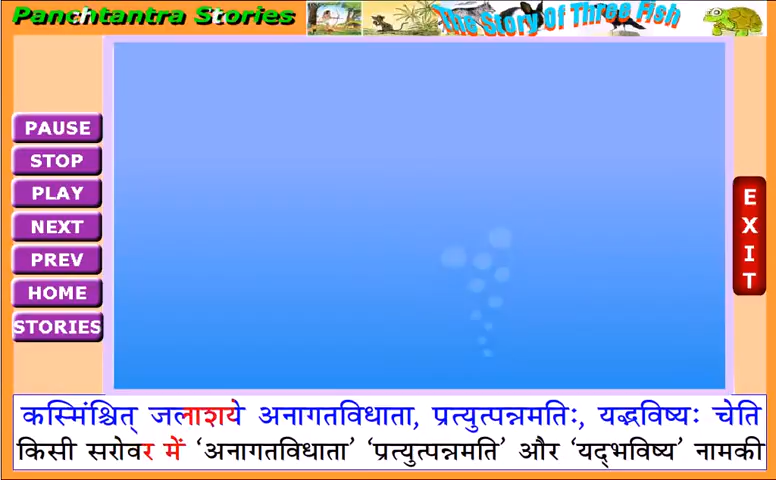 Panchtantra Stories
The Story Of Three Fish
PAUSE
STOP
PLAY
NEXT
PREV
HOME
STORIES
EXIT
कस्मिंश्चित् जलाशये अनागतविधाता, प्रत्युत्पन्नमतिः, यद्भविष्यः चेति
किसी सरोवर में ‘अनागतविधाता’ ‘प्रत्युत्पन्नमति’ और ‘यद्‌भविष्य’ नामकी